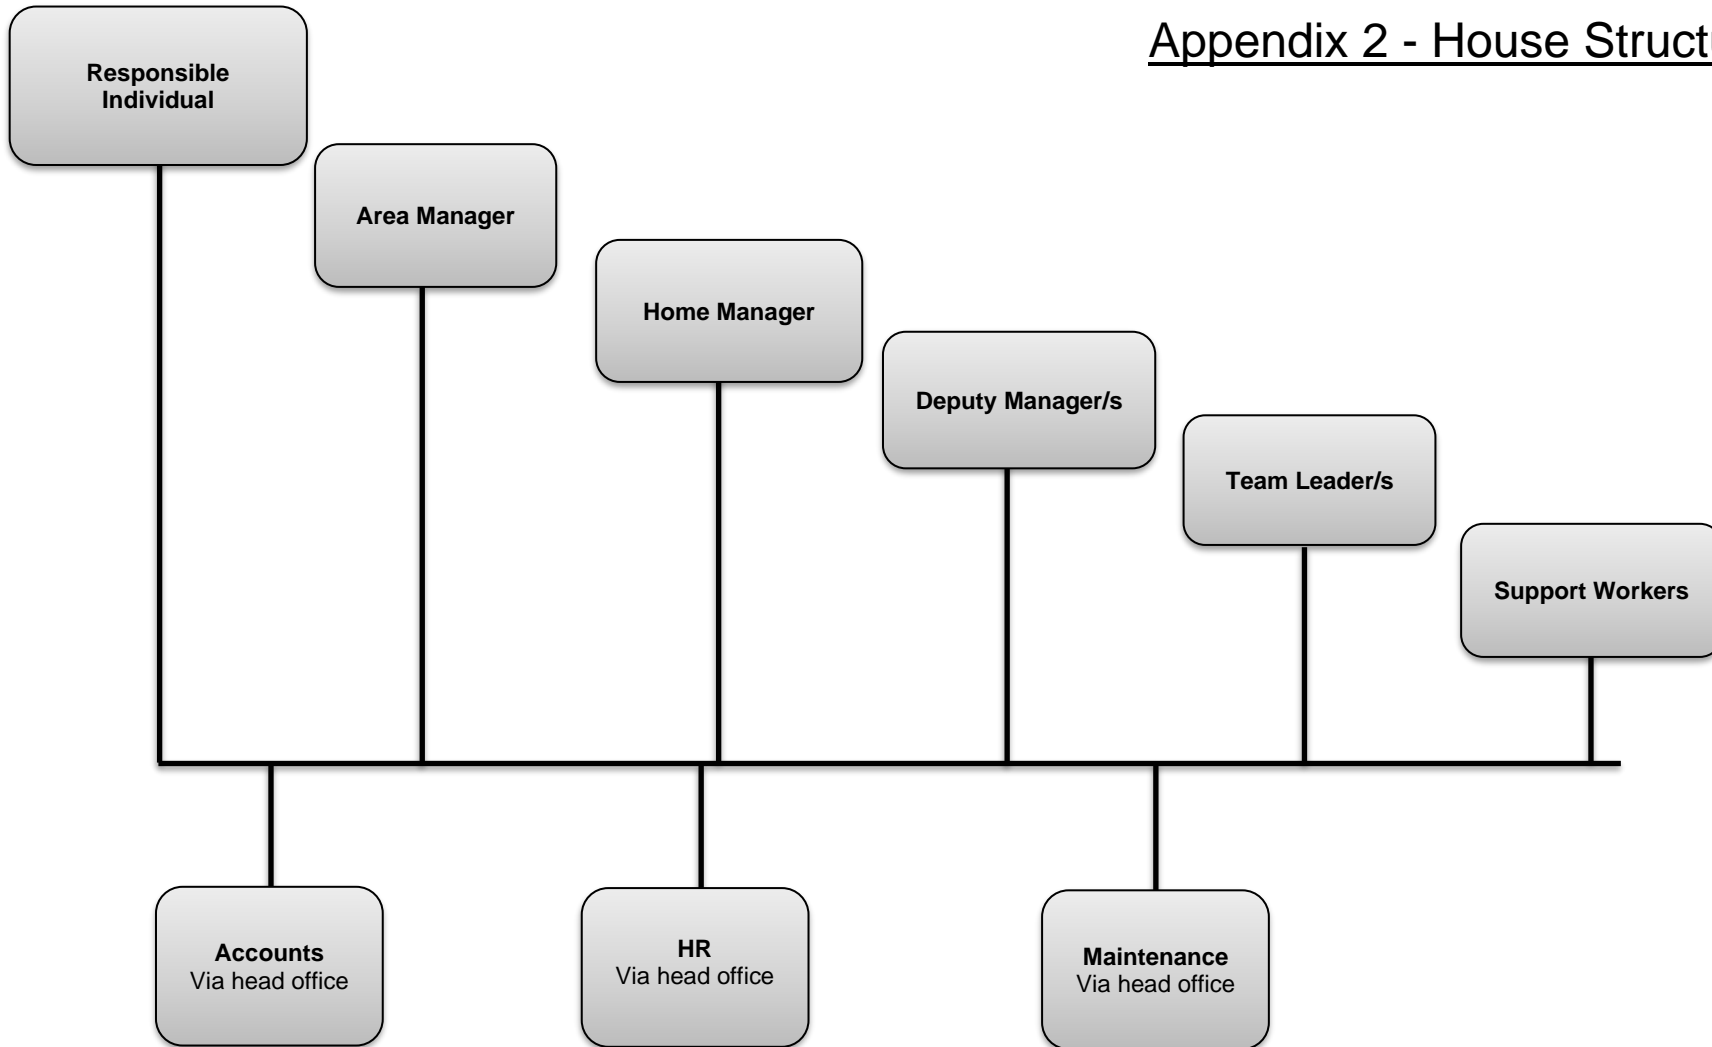 Appendix 2 - House Struct
Responsible
Individual
Area Manager
Home Manager
Deputy Manager/s
Team Leader/s
Support Workers
Accounts
Via head office
HR
Via head office
Maintenance
Via head office